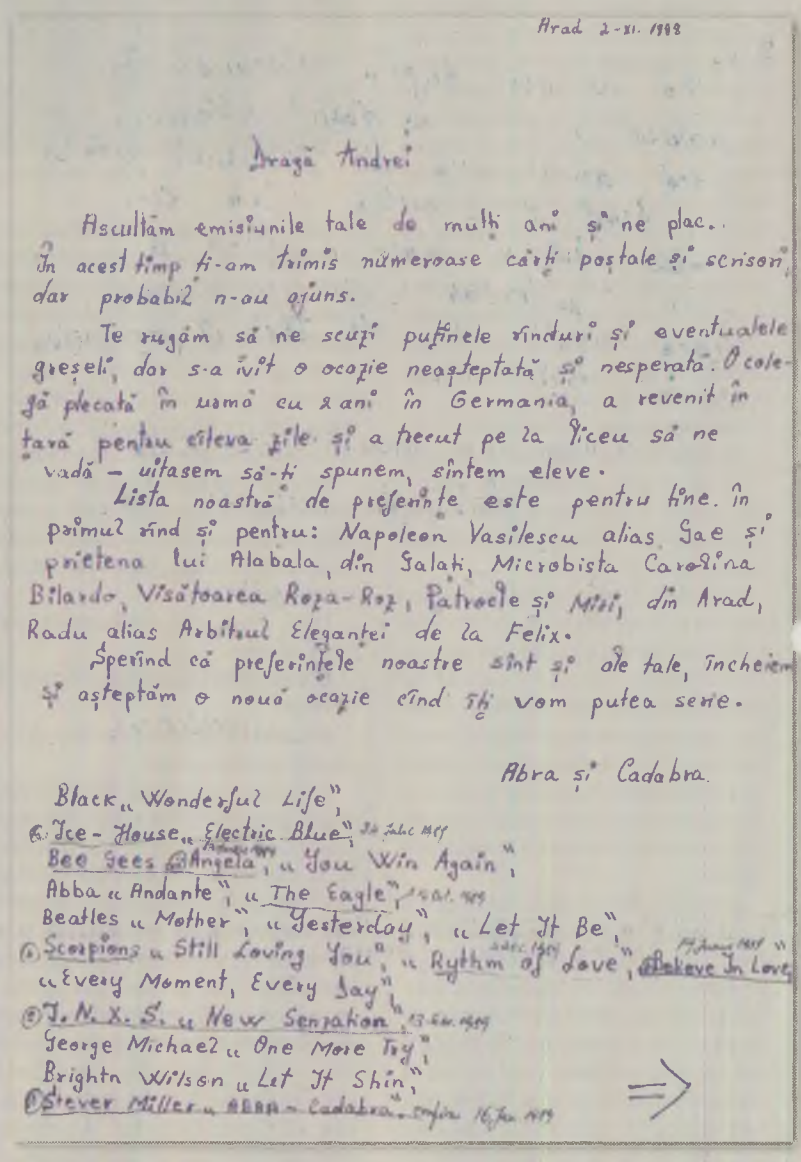 Arad 2-XI. 1988
Dragă Andrei
Ascultăm emisiunile tale de mulți ani și ne plac..
În acest timp ți-am trimis numeroase cărți poștale și scrisori,
dar probabil n-au ajuns.
Te rugăm să ne scuzi puținele rînduri și eventualele
greșeli, dar s-a ivit o ocazie neașteptată și nesperată. O cole-
gă plecată în urmă cu 2 ani în Germania, a revenit în
țară pentru cîteva zile și a trecut pe la liceu să ne
vadă - uitasem să-ți spunem, sîntem eleve.
Lista noastră de preferințe este pentru tine. în
primul rînd și pentru: Napoleon Vasilescu alias Gae și
prietena lui Alabala, din Galați, Microbista Carolina
Bilardo, Visătoarea Roza-Roz, Patrocle și Mizi, din Arad,
Radu alias Arbitrul Eleganței de la Felix.
Sperînd că preferințele noastre sînt și ale tale, încheiem
și așteptăm o nouă ocazie cînd îți vom putea scrie.
Abra și Cadabra.
Black „Wonderful Life",
Ice-House „Electric Blue",
Bee Gees Angela", „You Win Again",
Abba „Andante", „The Eagle",
Beatles „Mother", „Yesterday", „Let It Be",
Scorpions „Still Loving You", „Rythm of Love", Believe In Love"
„Every Moment, Every Day",
I.N.X.S. „New Senzation",
George Michael „One More Try",
Brightn Wilson „Let It Shin",
Stever Miller „ABRA-Cadabra". 16 Jan 1989